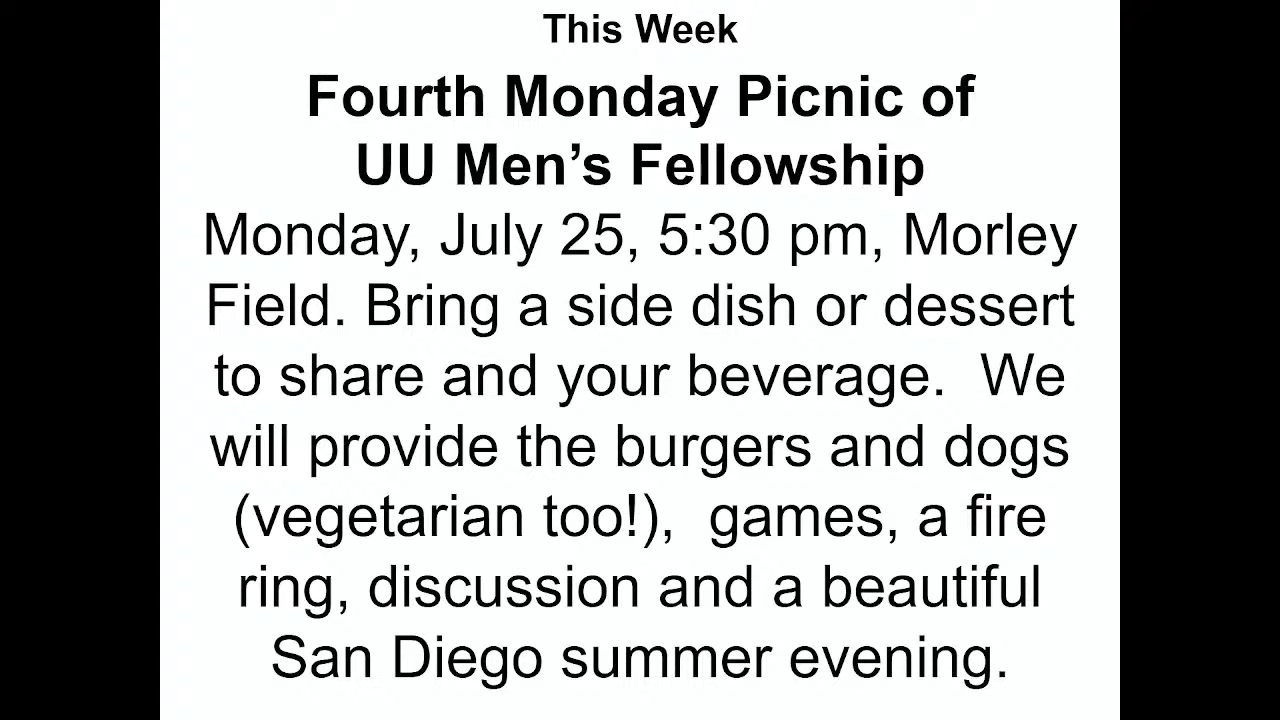 This Week
Fourth Monday Picnic of
UU Men’s Fellowship
Monday, July 25, 5:30 pm, Morley
Field. Bring a side dish or dessert
to share and your beverage.  We
will provide the burgers and dogs
(vegetarian too!),  games, a fire
ring, discussion and a beautiful
San Diego summer evening.